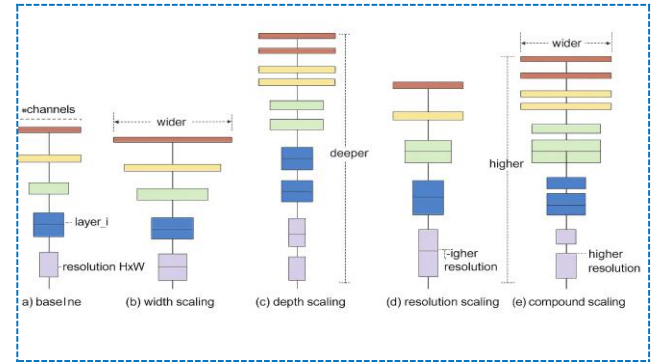 #channels
wider
wider
deeper
higher
layer_i
resolution HxW
-igher
resolution
higher
resolution
a) baselne
(b) width scaling
(c) depth scaling
(d) resolution scaling
(e) compound scaling